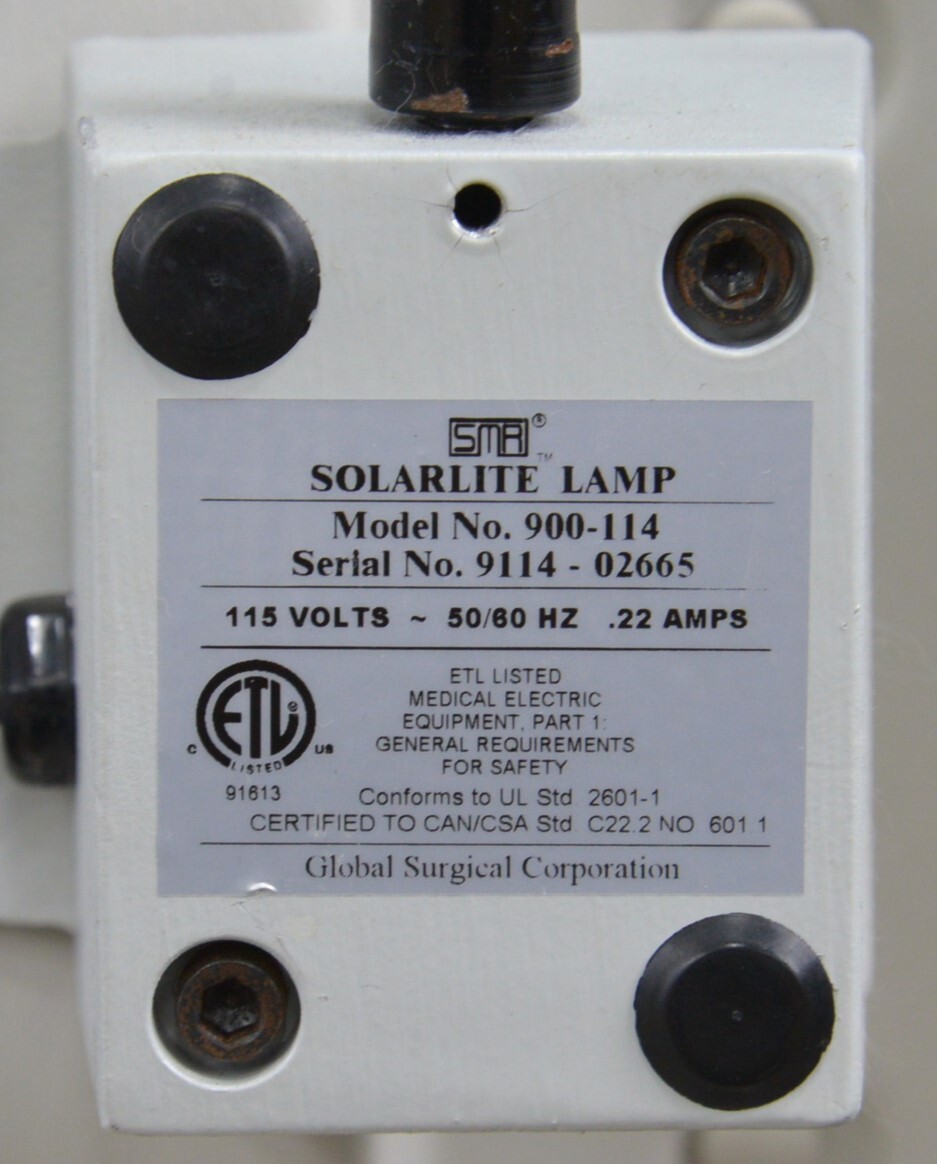 SMR®
SOLARLITE™ LAMP
Model No. 900-114
Serial No. 9114 - 02665
115 VOLTS ~ 50/60 HZ .22 AMPS
ETL®
LISTED
C US
91613
ETL LISTED
MEDICAL ELECTRIC
EQUIPMENT, PART 1:
GENERAL REQUIREMENTS
FOR SAFETY
Conforms to UL Std 2601-1
CERTIFIED TO CAN/CSA Std C22.2 NO 601.1
Global Surgical Corporation